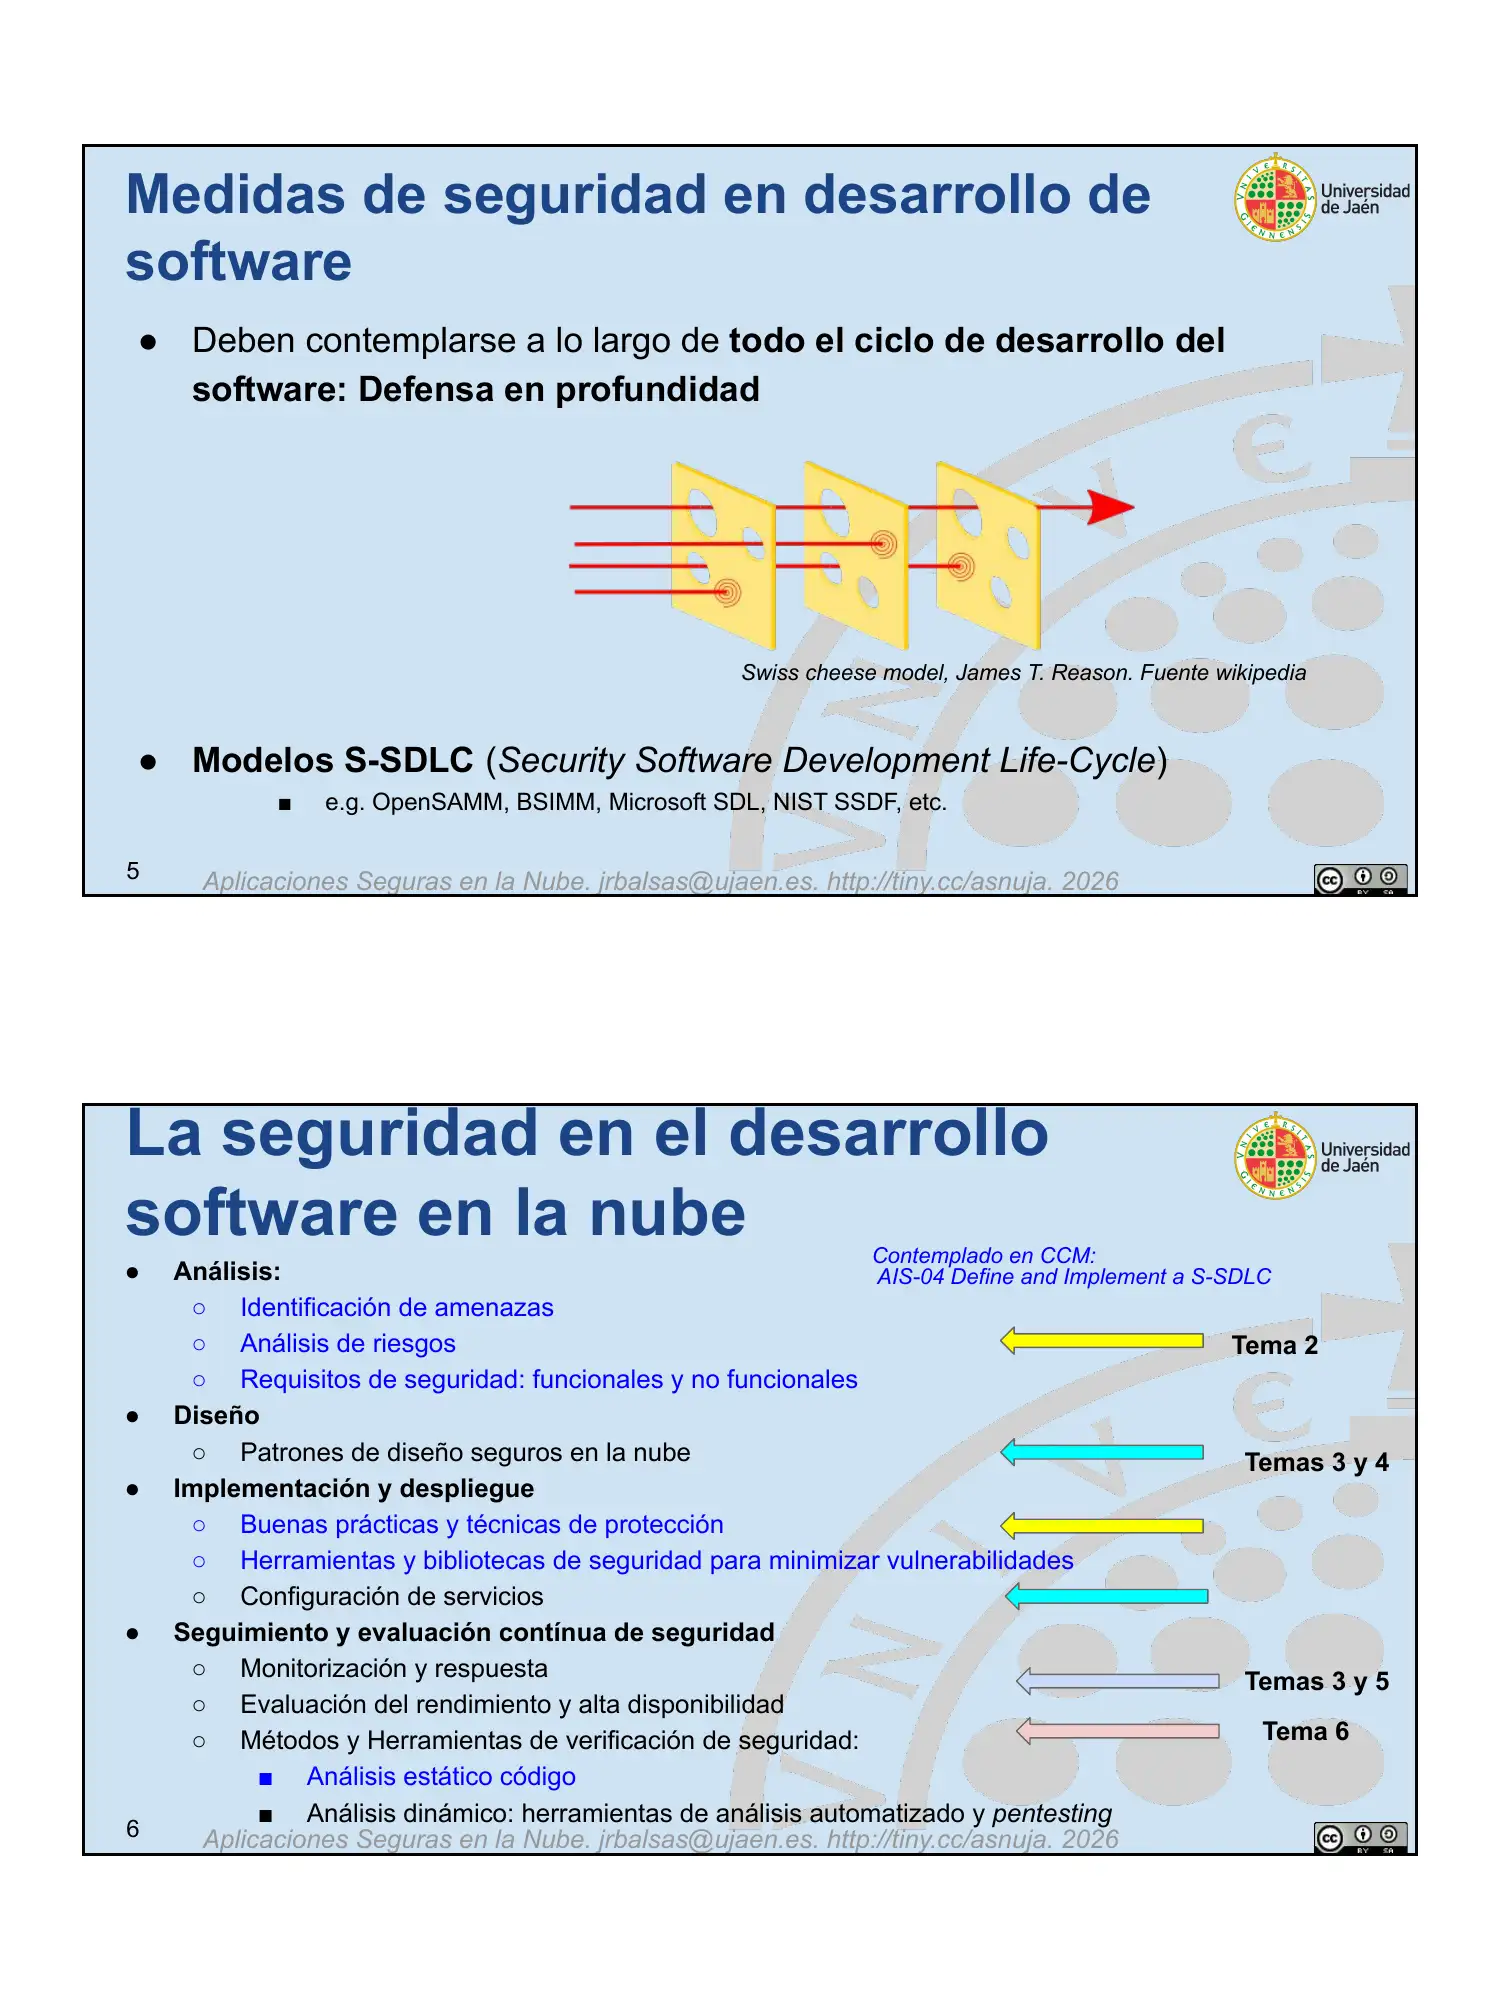 Medidas de seguridad en desarrollo de
software
Universidad
de Jaén
● Deben contemplarse a lo largo de todo el ciclo de desarrollo del
software: Defensa en profundidad
Swiss cheese model, James T. Reason. Fuente wikipedia
● Modelos S-SDLC (Security Software Development Life-Cycle)
■ e.g. OpenSAMM, BSIMM, Microsoft SDL, NIST SSDF, etc.
5
Aplicaciones Seguras en la Nube. jrbalsas@ujaen.es. http://tiny.cc/asnuja. 2026
cc BY SA
La seguridad en el desarrollo
software en la nube
Universidad
de Jaén
Contemplado en CCM:
AIS-04 Define and Implement a S-SDLC
● Análisis:
○ Identificación de amenazas
○ Análisis de riesgos
Tema 2
○ Requisitos de seguridad: funcionales y no funcionales
● Diseño
○ Patrones de diseño seguros en la nube
Temas 3 y 4
● Implementación y despliegue
○ Buenas prácticas y técnicas de protección
○ Herramientas y bibliotecas de seguridad para minimizar vulnerabilidades
○ Configuración de servicios
● Seguimiento y evaluación contínua de seguridad
○ Monitorización y respuesta
Temas 3 y 5
○ Evaluación del rendimiento y alta disponibilidad
○ Métodos y Herramientas de verificación de seguridad:
Tema 6
■ Análisis estático código
■ Análisis dinámico: herramientas de análisis automatizado y pentesting
6
Aplicaciones Seguras en la Nube. jrbalsas@ujaen.es. http://tiny.cc/asnuja. 2026
cc BY SA